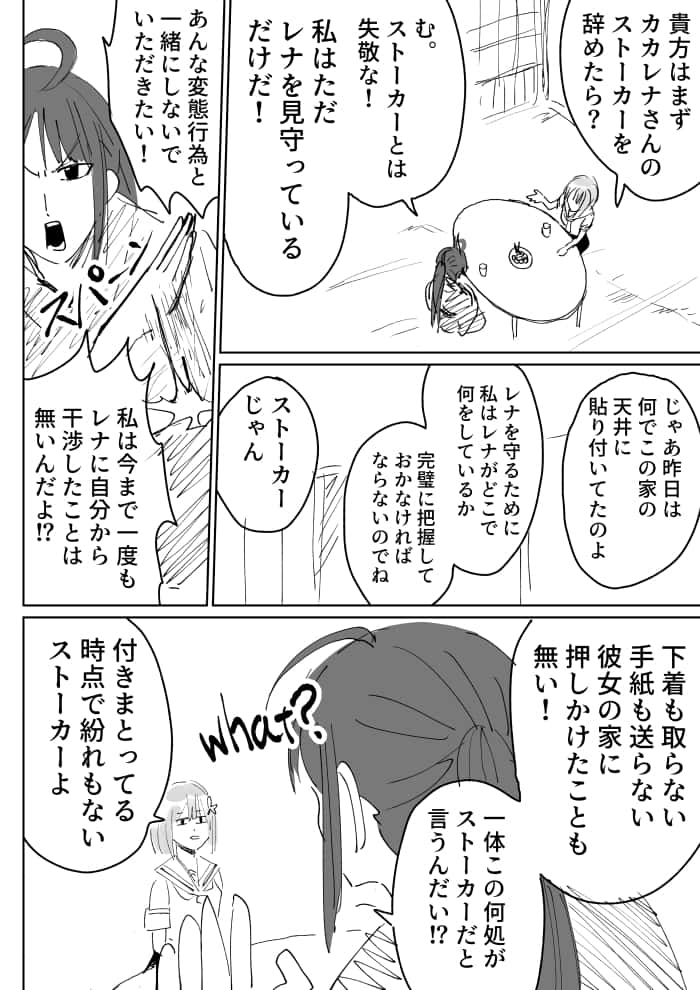 貴方はまず
カカレナさんの
ストーカーを
辞めたら？
む。
ストーカーとは
失敬な！
私はただ
レナを見守っている
だけだ！
あんな変態行為と
一緒にしないで
いただきたい！
スパン
じゃあ昨日は
何でこの家の
天井に
貼り付いてたのよ
レナを守るために
私はレナがどこで
何をしているか
完璧に把握して
おかなければ
ならないのでね
ストーカー
じゃん
私は今まで一度も
レナに自分から
干渉したことは
無いんだよ!?
下着も取らない
手紙も送らない
彼女の家に
押しかけたことも
無い！
一体この何処が
ストーカーだと
言うんだい!?
what?
付きまとってる
時点で紛れもない
ストーカーよ